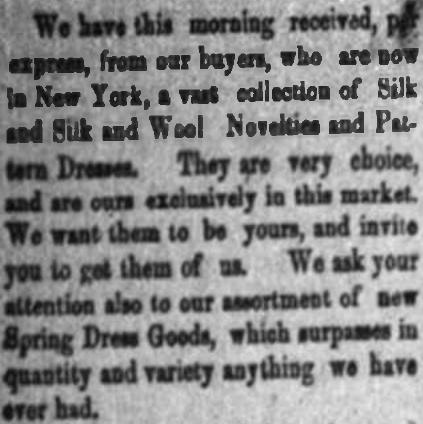 We have this morning received, per
express, from our buyers, who are now
in New York, a vast collection of Silk
and Silk and Wool Novelties and Pat-
tern Dresses. They are very choice,
and are ours exclusively in this market.
We want them to be yours, and invite
you to get them of us. We ask your
attention also to our assortment of new
Spring Dress Goods, which surpasses in
quantity and variety anything we have
ever had.